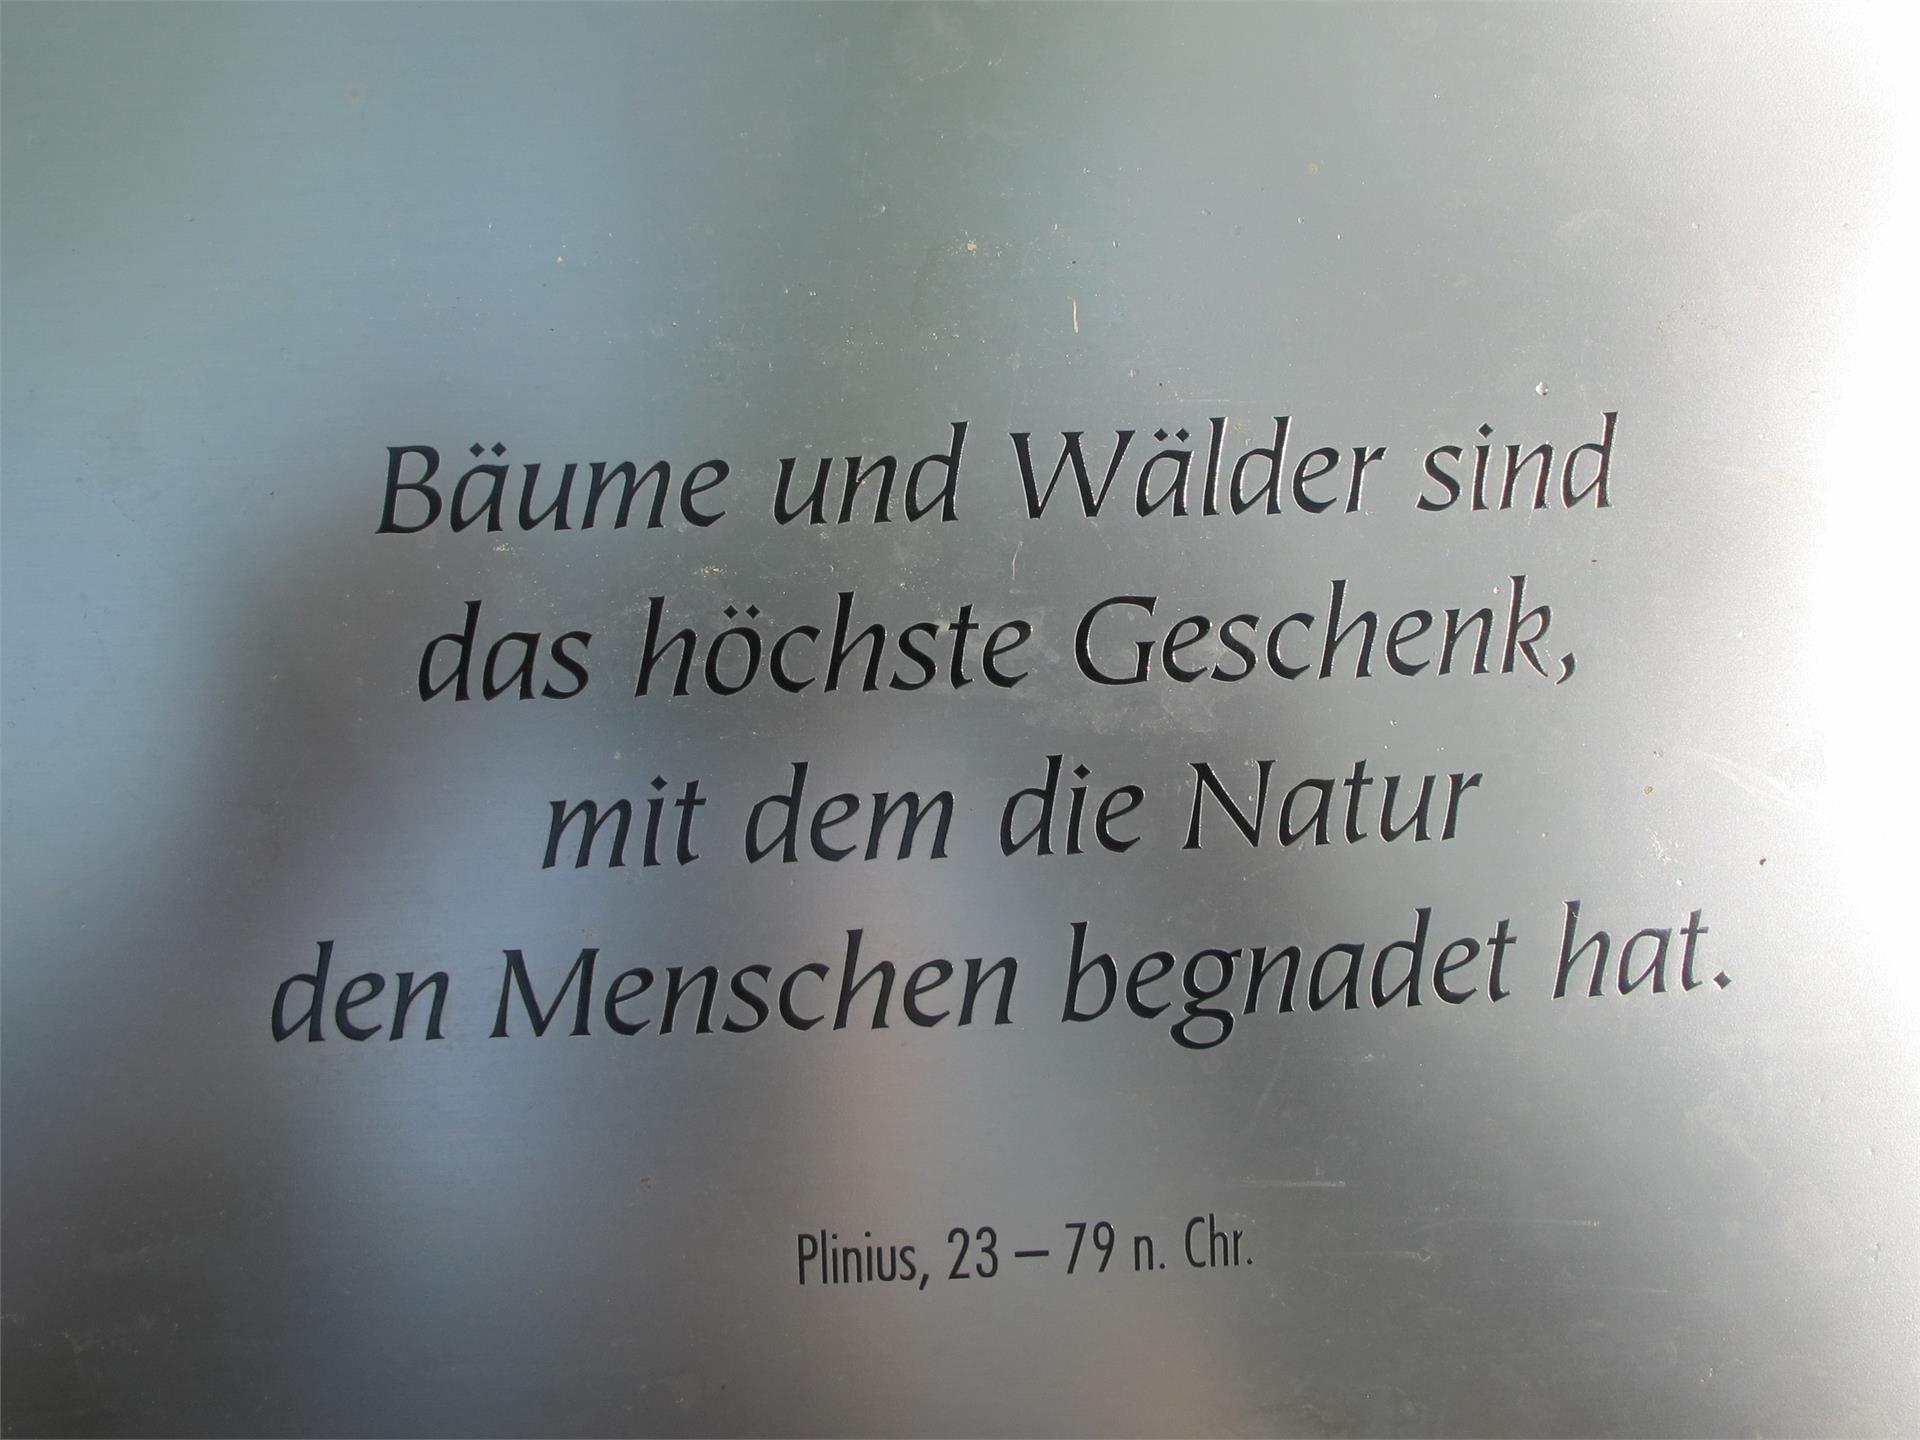 Bäume und Wälder sind
das höchste Geschenk,
mit dem die Natur
den Menschen begnadet hat.
Plinius, 23 – 79 n. Chr.